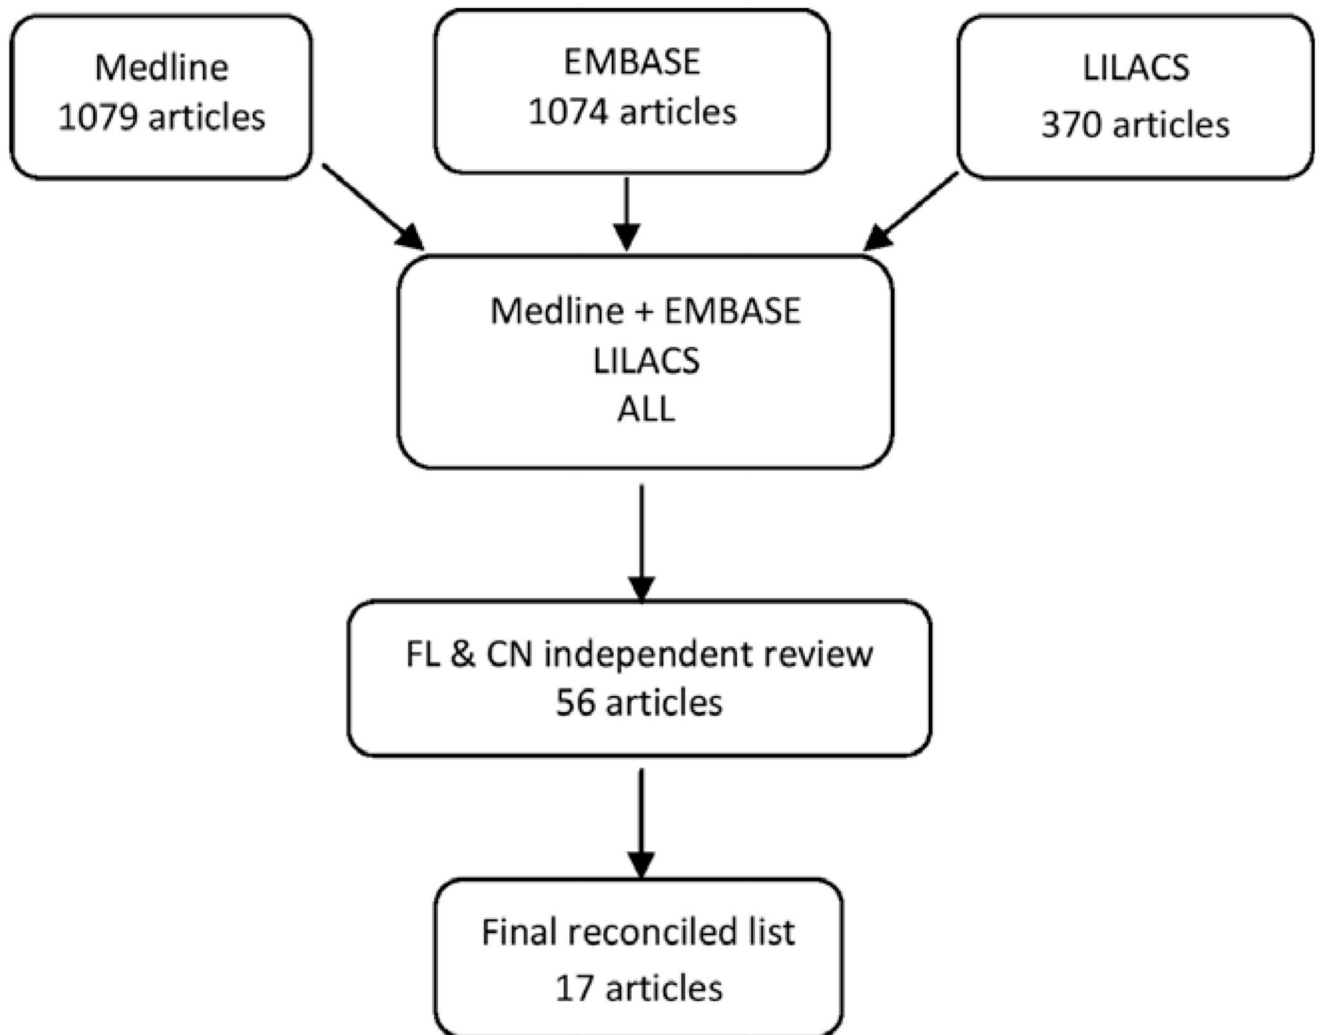 Medline
1079 articles
EMBASE
1074 articles
LILACS
370 articles
Medline + EMBASE
LILACS
ALL
FL & CN independent review
56 articles
Final reconciled list
17 articles